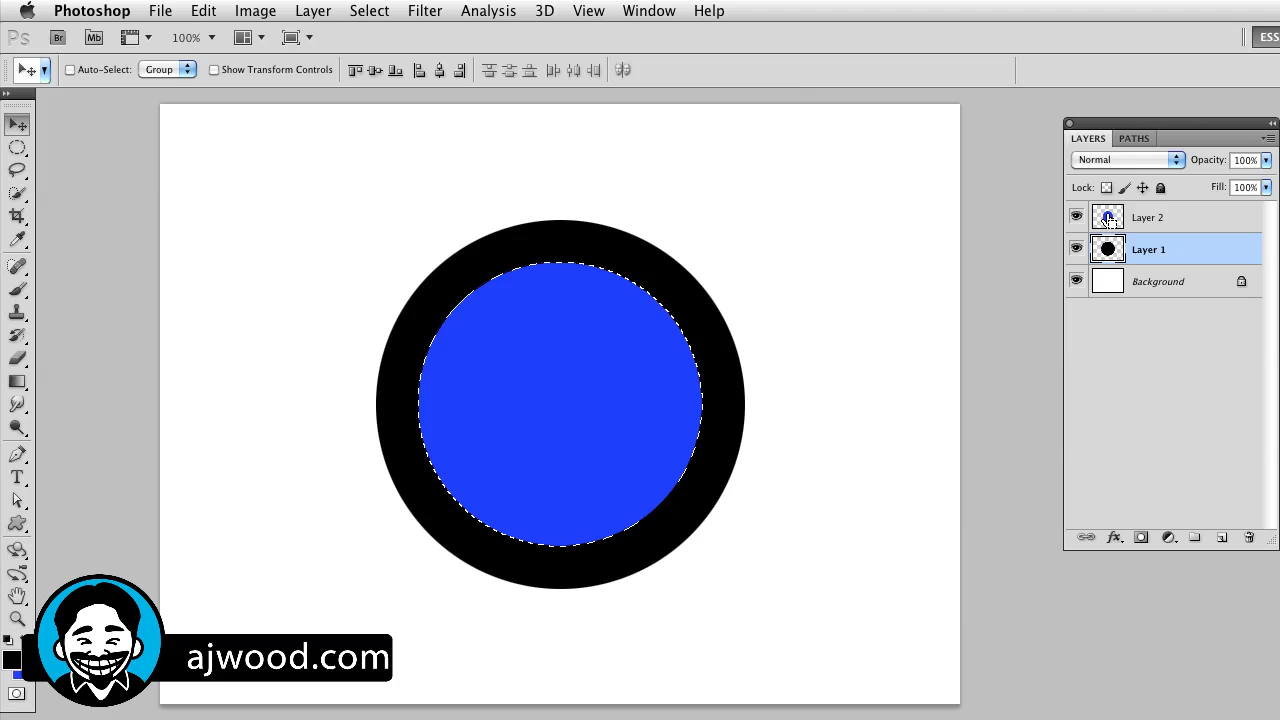 Photoshop File Edit Image Layer Select Filter Analysis 3D View Window Help
Ps Br Mb 100% ESS
Auto-Select: Group Show Transform Controls
LAYERS PATHS
Normal Opacity: 100%
Lock: Fill: 100%
Layer 2
Layer 1
Background
fx
T
ajwood.com